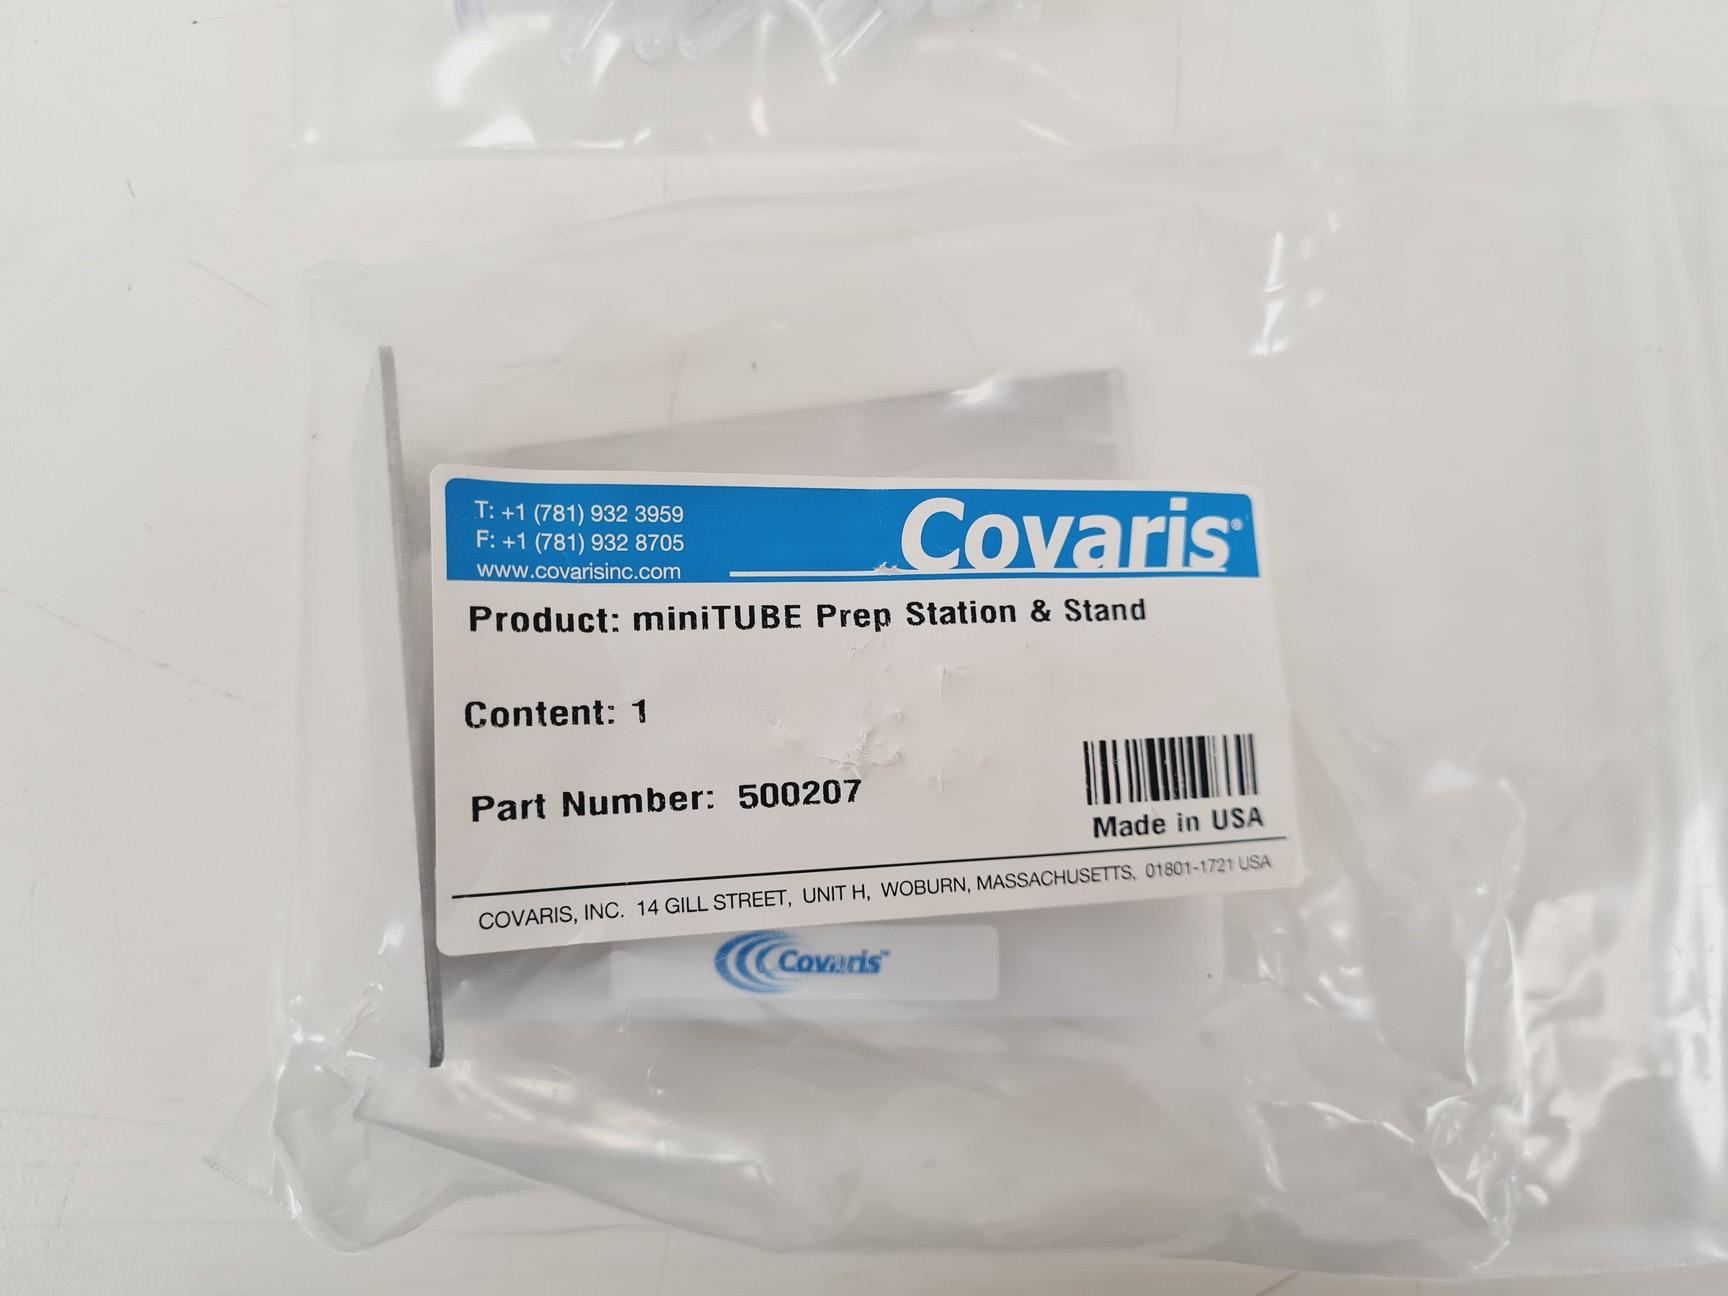 T: +1 (781) 932 3959
F: +1 (781) 932 8705
www.covarisinc.com
Covaris®
Product: miniTUBE Prep Station & Stand
Content: 1
Part Number: 500207
Made in USA
COVARIS, INC. 14 GILL STREET, UNIT H, WOBURN, MASSACHUSETTS, 01801-1721 USA
Covaris™